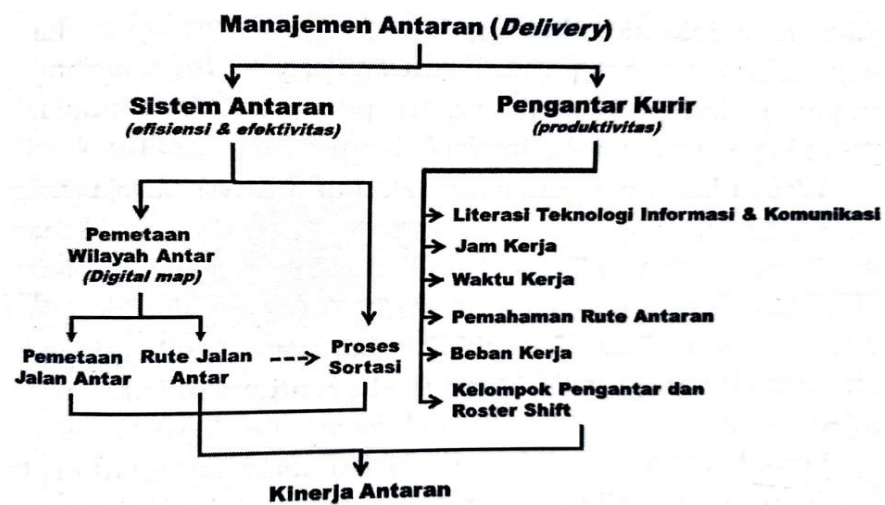 Manajemen Antaran (Delivery)
Sistem Antaran
(efisiensi & efektivitas)
Pengantar Kurir
(produktivitas)
Pemetaan
Wilayah Antar
(Digital map)
Pemetaan
Jalan Antar
Rute Jalan
Antar
Proses
Sortasi
Literasi Teknologi Informasi & Komunikasi
Jam Kerja
Waktu Kerja
Pemahaman Rute Antaran
Beban Kerja
Kelompok Pengantar dan
Roster Shift
Kinerja Antaran